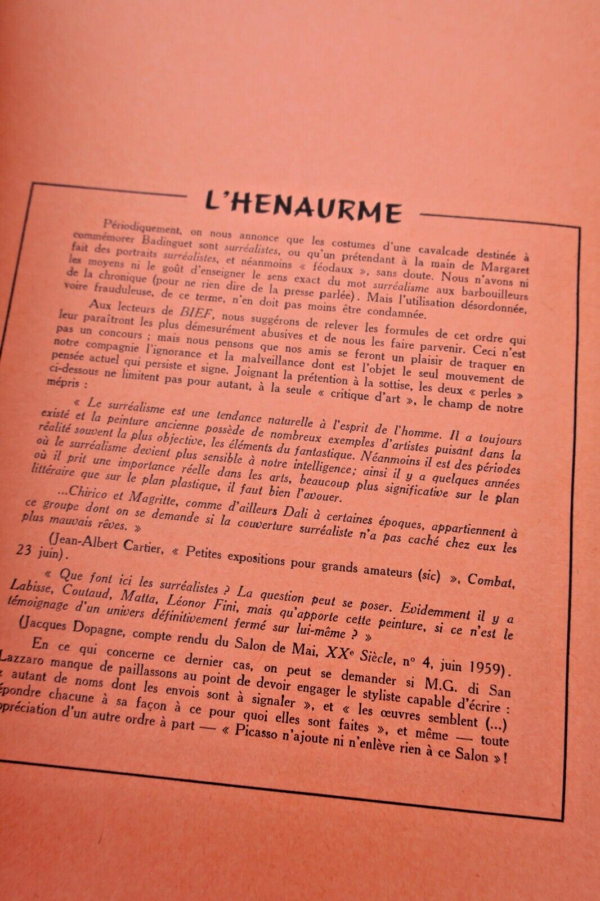 L'HENAURME
Périodiquement, on nous annonce que les costumes d'une cavalcade destinée à
commémorer Badinguet sont surréalistes, ou qu'un prétendant à la main de Margaret
fait des portraits surréalistes, et néanmoins « féodaux », sans doute. Nous n'avons ni
les moyens ni le goût d'enseigner le sens exact du mot surréalisme aux barbouilleurs
de la chronique (pour ne rien dire de la presse parlée). Mais l'utilisation désordonnée,
voire frauduleuse, de ce terme, n'en doit pas moins être condamnée.
Aux lecteurs de BIEF, nous suggérons de relever les formules de cet ordre qui
leur paraîtront les plus démesurément abusives et de nous les faire parvenir. Ceci n'est
pas un concours ; mais nous pensons que nos amis se feront un plaisir de traquer en
notre compagnie l'ignorance et la malveillance dont est l'objet le seul mouvement de
pensée actuel qui persiste et signe. Joignant la prétention à la sottise, les deux « perles »
ci-dessous ne limitent pas pour autant, à la seule « critique d'art », le champ de notre
mépris :
« Le surréalisme est une tendance naturelle à l'esprit de l'homme. Il a toujours
existé et la peinture ancienne possède de nombreux exemples d'artistes puisant dans la
réalité souvent la plus objective, les éléments du fantastique. Néanmoins il est des périodes
où le surréalisme devient plus sensible à notre intelligence; ainsi il y a quelques années
où il prit une importance réelle dans les arts, beaucoup plus significative sur le plan
littéraire que sur le plan plastique, il faut bien l'avouer.
...Chirico et Magritte, comme d'ailleurs Dali à certaines époques, appartiennent à
ce groupe dont on se demande si la couverture surréaliste n'a pas caché chez eux les
plus mauvais rêves. »
(Jean-Albert Cartier, « Petites expositions pour grands amateurs (sic) », Combat,
23 juin).
« Que font ici les surréalistes ? La question peut se poser. Evidemment il y a
Labisse, Coutaud, Matta, Léonor Fini, mais qu'apporte cette peinture, si ce n'est le
témoignage d'un univers définitivement fermé sur lui-même ? »
(Jacques Dopagne, compte rendu du Salon de Mai, XXe Siècle, n° 4, juin 1959).
En ce qui concerne ce dernier cas, on peut se demander si M.G. di San
Lazzaro manque de paillassons au point de devoir engager le styliste capable d'écrire :
« autant de noms dont les envois sont à signaler », et « les œuvres semblent (...)
épondre chacune à sa façon à ce pour quoi elles sont faites », et même — toute
préciation d'un autre ordre à part — « Picasso n'ajoute ni n'enlève rien à ce Salon » !